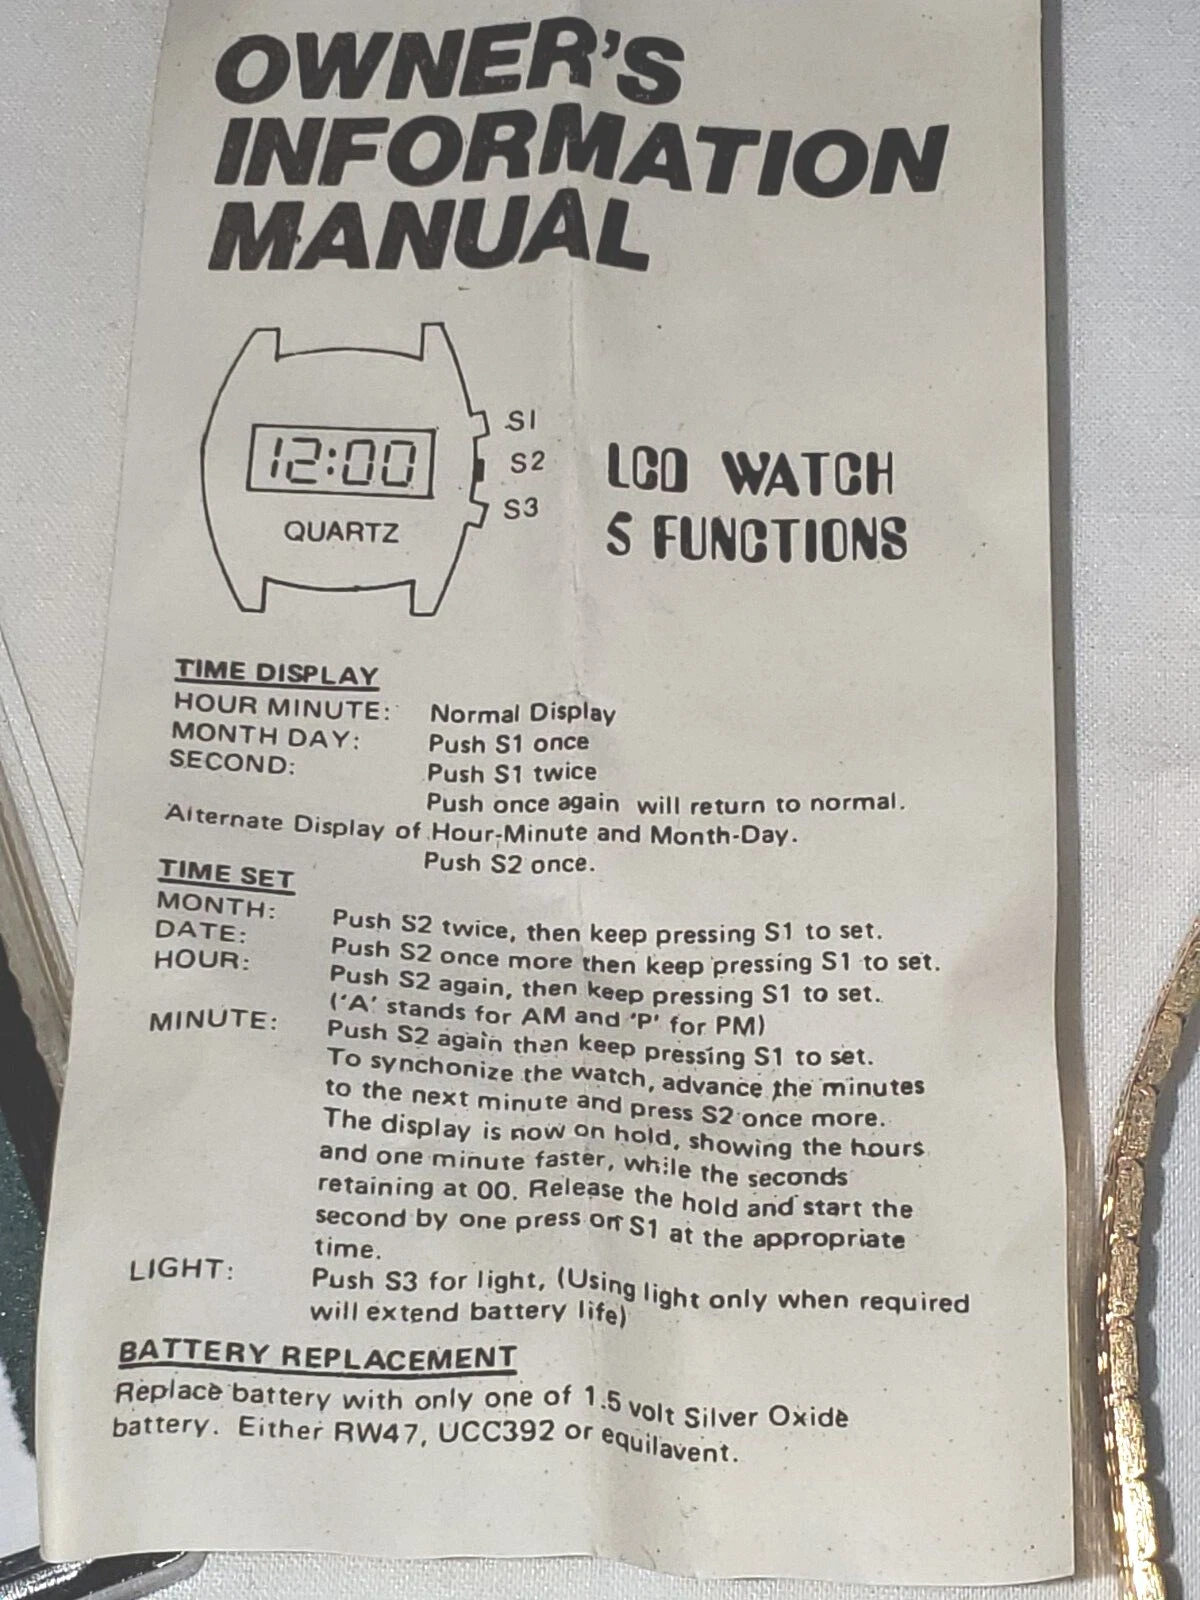 OWNER'S
INFORMATION
MANUAL
S1
12:00
S2
S3
QUARTZ
LCD WATCH
5 FUNCTIONS
TIME DISPLAY
HOUR MINUTE: Normal Display
MONTH DAY: Push S1 once
SECOND: Push S1 twice
Push once again will return to normal.
Alternate Display of Hour-Minute and Month-Day.
Push S2 once.
TIME SET
MONTH: Push S2 twice, then keep pressing S1 to set.
DATE: Push S2 once more then keep pressing S1 to set.
HOUR: Push S2 again, then keep pressing S1 to set.
('A' stands for AM and 'P' for PM)
MINUTE: Push S2 again then keep pressing S1 to set.
To synchonize the watch, advance the minutes
to the next minute and press S2 once more.
The display is now on hold, showing the hours
and one minute faster, while the seconds
retaining at 00. Release the hold and start the
second by one press on S1 at the appropriate
time.
LIGHT: Push S3 for light, (Using light only when required
will extend battery life)
BATTERY REPLACEMENT
Replace battery with only one of 1.5 volt Silver Oxide
battery. Either RW47, UCC392 or equilavent.